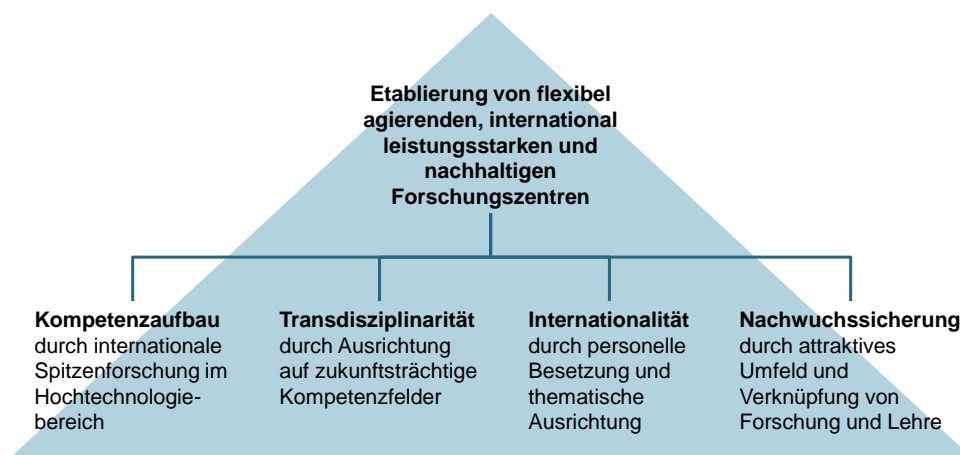 Etablierung von flexibel
agierenden, international
leistungsstarken und
nachhaltigen
Forschungszentren
Kompetenzaufbau
durch internationale
Spitzenforschung im
Hochtechnologie-
bereich
Transdisziplinarität
durch Ausrichtung
auf zukunftsträchtige
Kompetenzfelder
Internationalität
durch personelle
Besetzung und
thematische
Ausrichtung
Nachwuchssicherung
durch attraktives
Umfeld und
Verknüpfung von
Forschung und Lehre